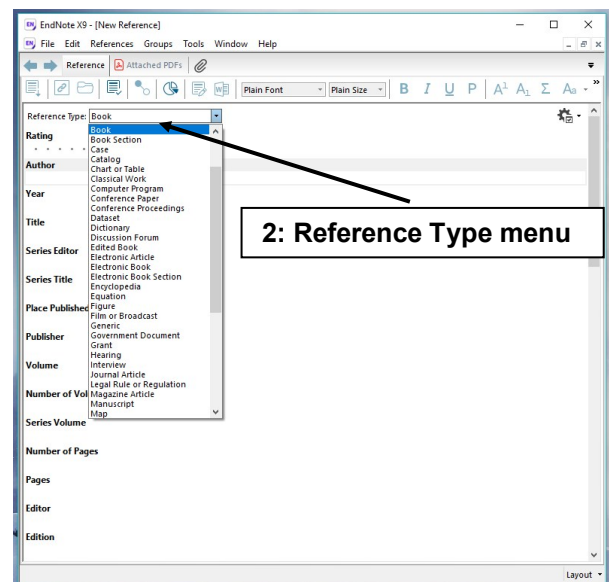 EndNote X9 - [New Reference]
File Edit References Groups Tools Window Help
Reference Attached PDFs
Plain Font Plain Size B I U P A¹ A₁ Σ Aa
Reference Type: Book
Book
Book Section
Case
Catalog
Chart or Table
Classical Work
Computer Program
Conference Paper
Conference Proceedings
Dataset
Dictionary
Discussion Forum
Edited Book
Electronic Article
Electronic Book
Electronic Book Section
Encyclopedia
Equation
Figure
Film or Broadcast
Generic
Government Document
Grant
Hearing
Interview
Journal Article
Legal Rule or Regulation
Magazine Article
Manuscript
Map
Rating
Author
Year
Title
Series Editor
Series Title
Place Published
Publisher
Volume
Number of Vol
Series Volume
Number of Pages
Pages
Editor
Edition
2: Reference Type menu
Layout